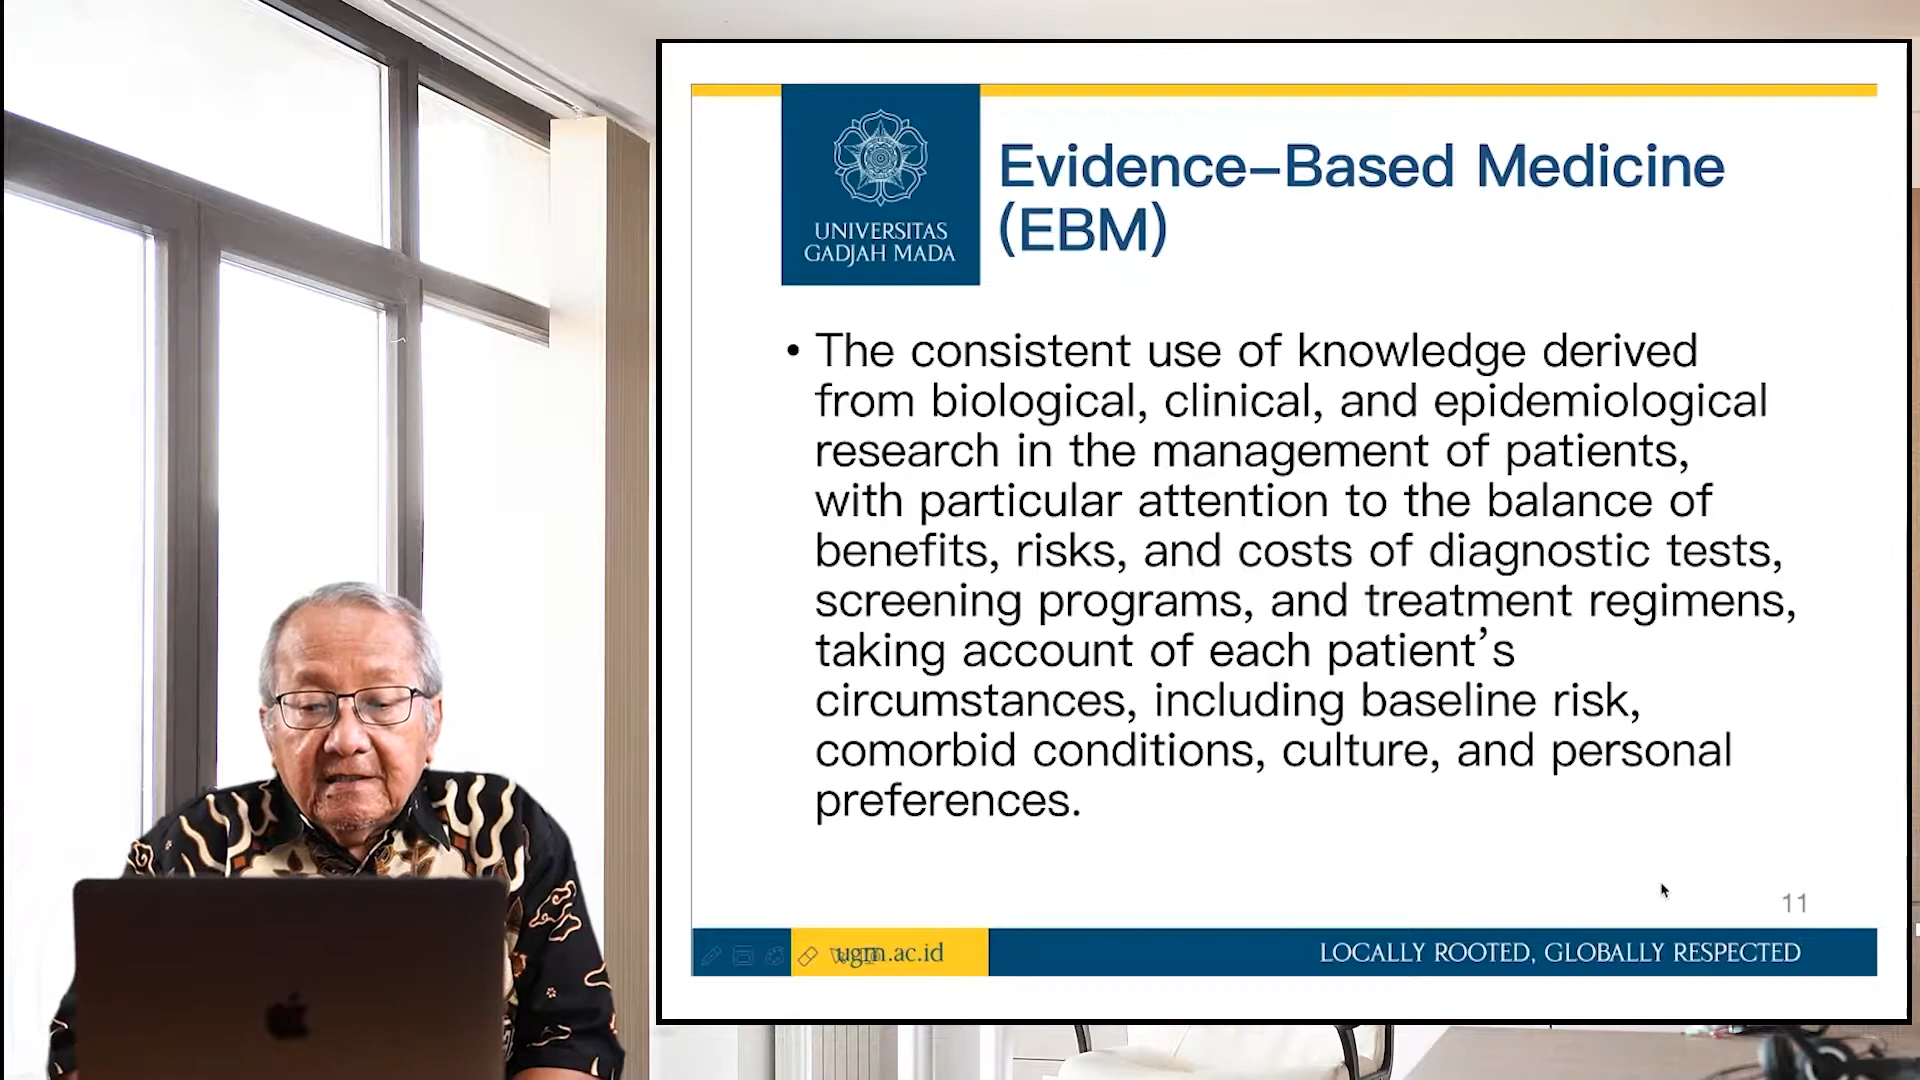 UNIVERSITAS
GADJAH MADA
Evidence–Based Medicine
(EBM)
• The consistent use of knowledge derived
from biological, clinical, and epidemiological
research in the management of patients,
with particular attention to the balance of
benefits, risks, and costs of diagnostic tests,
screening programs, and treatment regimens,
taking account of each patient’s
circumstances, including baseline risk,
comorbid conditions, culture, and personal
preferences.
11
ugm.ac.id
LOCALLY ROOTED, GLOBALLY RESPECTED